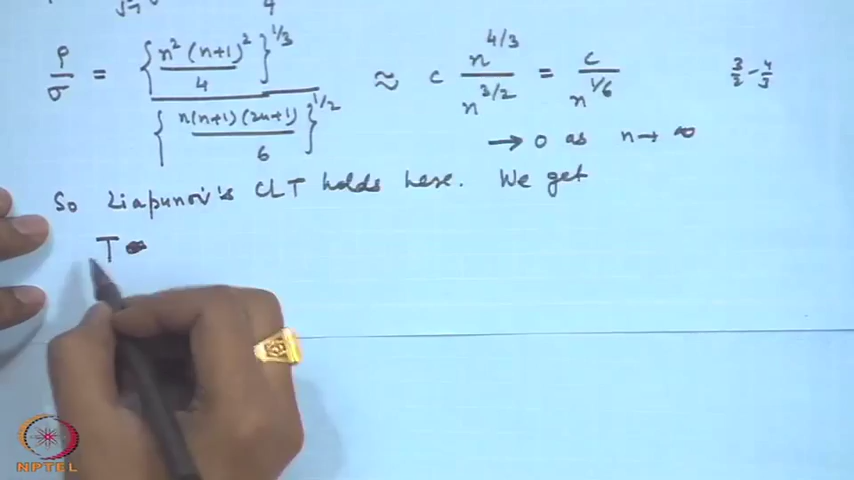 ρ/σ = {n²(n+1)²/4}^{1/3} / {n(n+1)(2n+1)/6}^{1/2} ≈ c n^{4/3}/n^{3/2} = c/n^{1/6} 3/2 - 4/3
→ 0 as n → ∞
So Liapunov's CLT holds here. We get
T
NPTEL